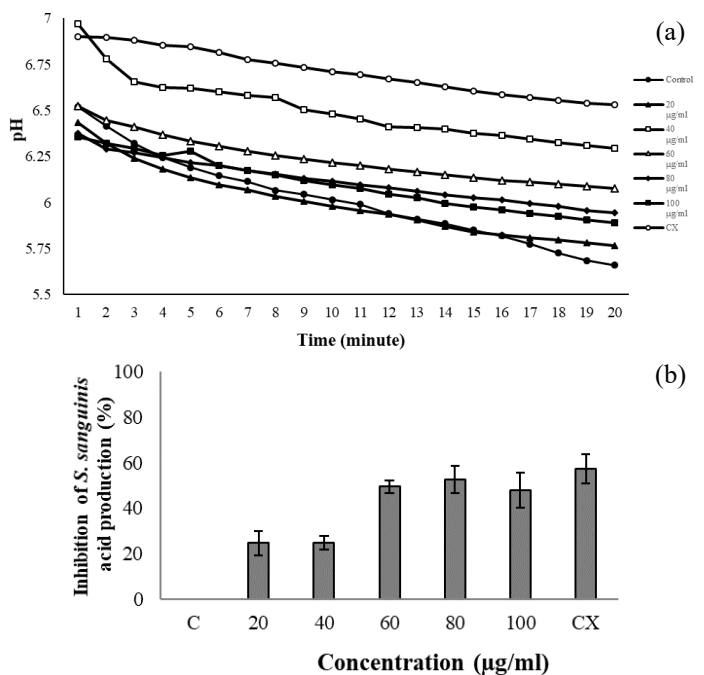 (a)
7
6.75
6.5
6.25
6
5.75
5.5
pH
1 2 3 4 5 6 7 8 9 10 11 12 13 14 15 16 17 18 19 20
Time (minute)
Control
20
µg/ml
40
µg/ml
60
µg/ml
80
µg/ml
100
µg/ml
CX
(b)
100
80
60
40
20
0
Inhibition of S. sanguinis
acid production (%)
C 20 40 60 80 100 CX
Concentration (µg/ml)